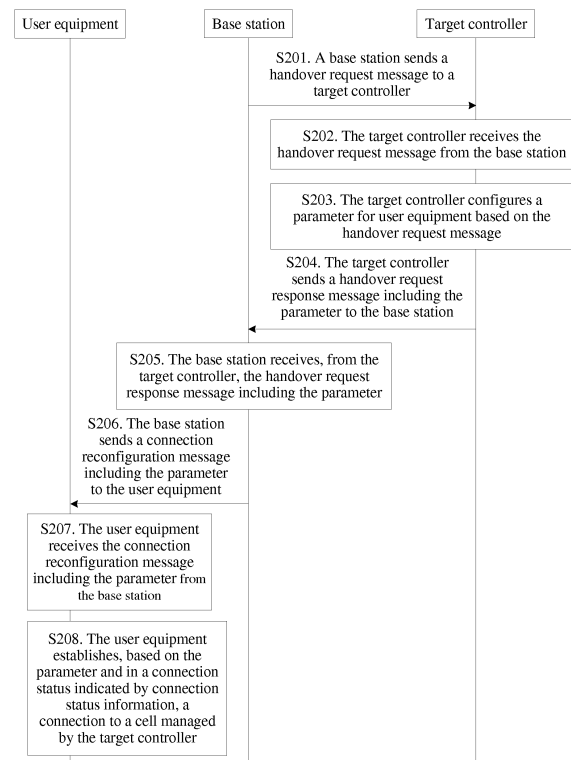 User equipment
Base station
Target controller
S201. A base station sends a
handover request message to a
target controller
S202. The target controller receives the
handover request message from the base station
S203. The target controller configures a
parameter for user equipment based on the
handover request message
S204. The target controller
sends a handover request
response message including the
parameter to the base station
S205. The base station receives, from the
target controller, the handover request
response message including the parameter
S206. The base station
sends a connection
reconfiguration message
including the parameter
to the user equipment
S207. The user equipment
receives the connection
reconfiguration message
including the parameter from
the base station
S208. The user equipment
establishes, based on the
parameter and in a connection
status indicated by connection
status information, a
connection to a cell managed
by the target controller